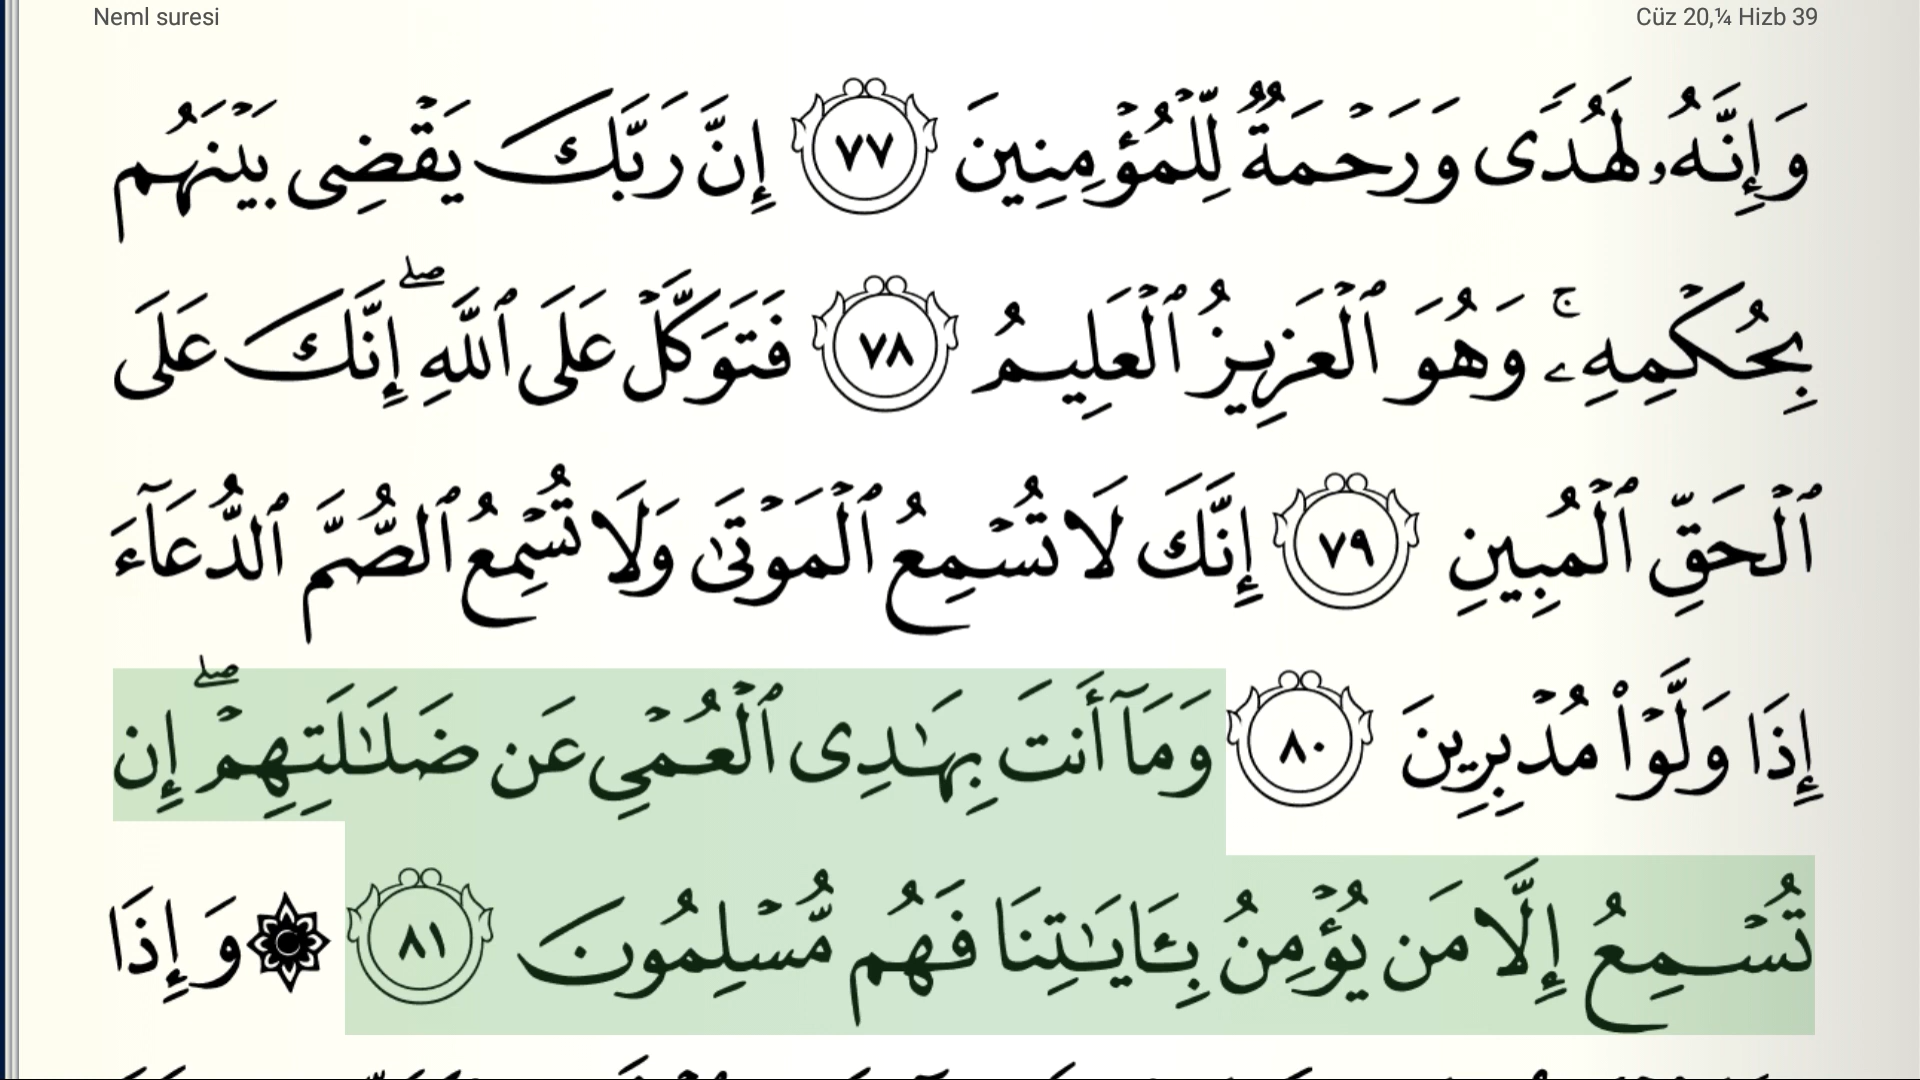 Neml suresi
Cüz 20,¼ Hizb 39
وَإِنَّهُۥ لَهُدًى وَرَحْمَةٌ لِّلْمُؤْمِنِينَ ٧٧ إِنَّ رَبَّكَ يَقْضِى بَيْنَهُم
بِحُكْمِهِۦ ۚ وَهُوَ ٱلْعَزِيزُ ٱلْعَلِيمُ ٧٨ فَتَوَكَّلْ عَلَى ٱللَّهِ ۖ إِنَّكَ عَلَى
ٱلْحَقِّ ٱلْمُبِينِ ٧٩ إِنَّكَ لَا تُسْمِعُ ٱلْمَوْتَىٰ وَلَا تُسْمِعُ ٱلصُّمَّ ٱلدُّعَآءَ
إِذَا وَلَّوْا۟ مُدْبِرِينَ ٨٠ وَمَآ أَنتَ بِهَـٰدِى ٱلْعُمْىِ عَن ضَلَـٰلَتِهِمْ ۖ إِن
تُسْمِعُ إِلَّا مَن يُؤْمِنُ بِـَٔايَـٰتِنَا فَهُم مُّسْلِمُونَ ٨١ ۞ وَإِذَا